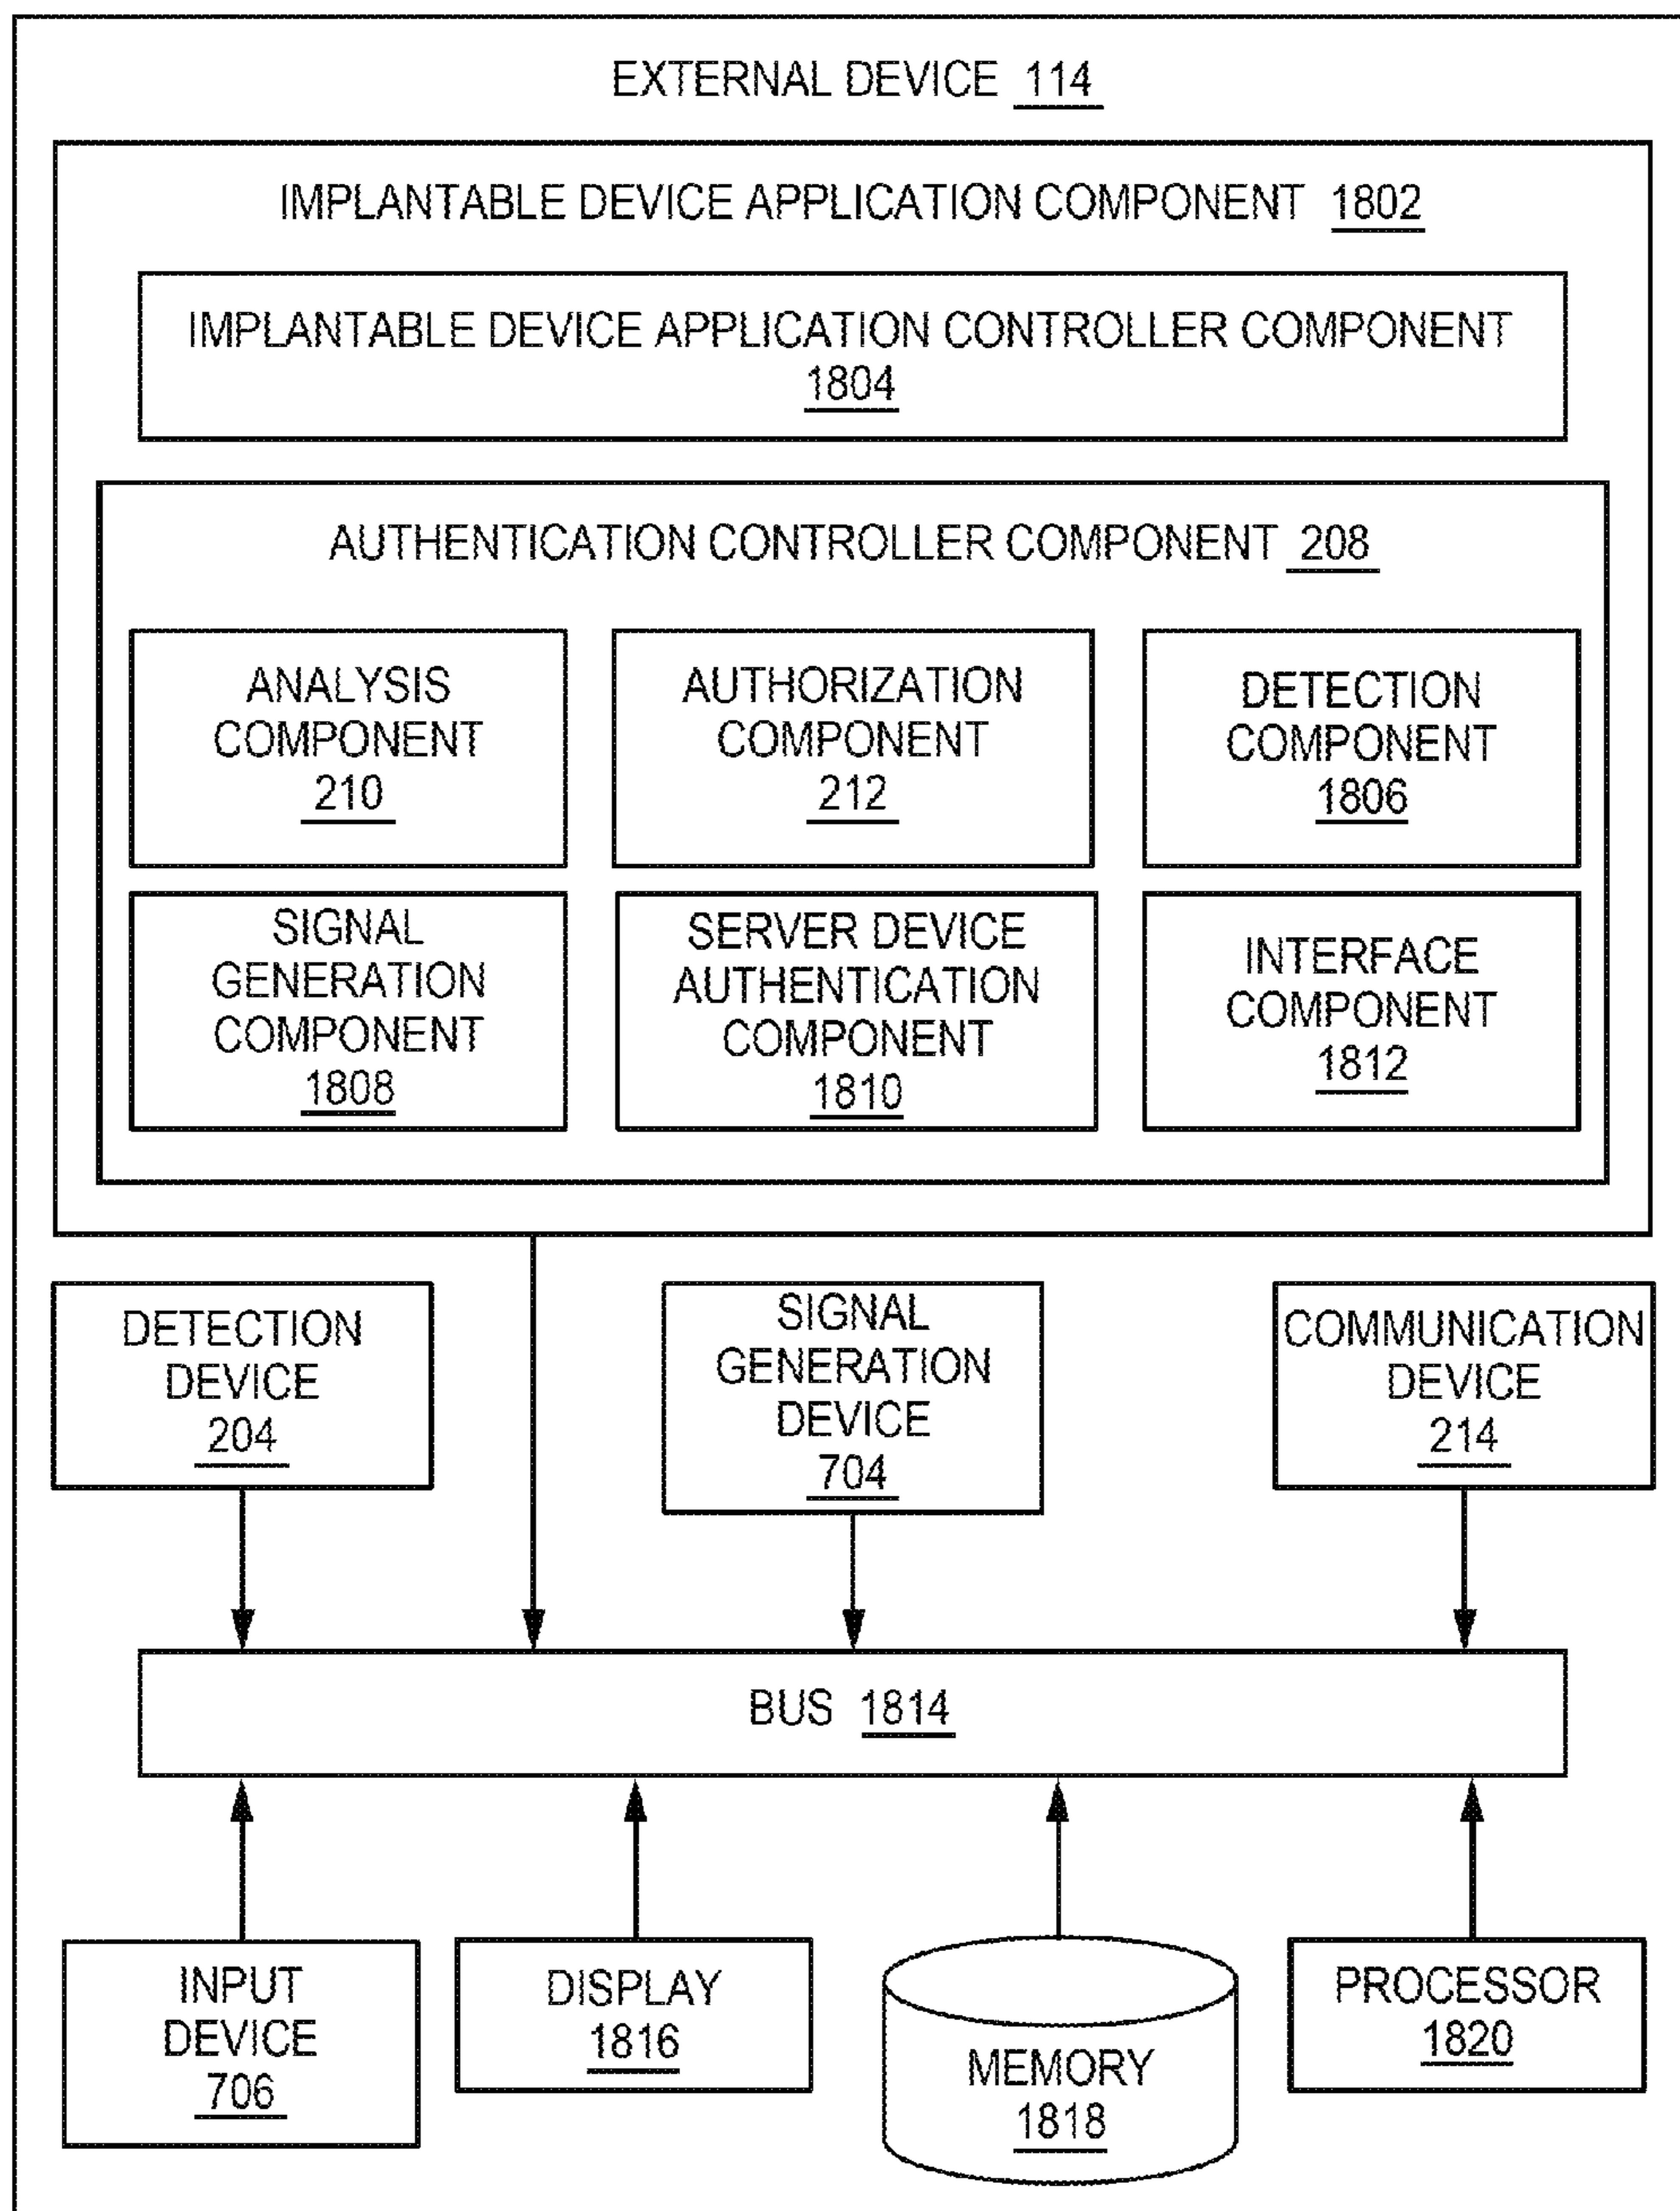 EXTERNAL DEVICE 114
IMPLANTABLE DEVICE APPLICATION COMPONENT 1802
IMPLANTABLE DEVICE APPLICATION CONTROLLER COMPONENT
1804
AUTHENTICATION CONTROLLER COMPONENT 208
ANALYSIS
COMPONENT
210
AUTHORIZATION
COMPONENT
212
DETECTION
COMPONENT
1806
SIGNAL
GENERATION
COMPONENT
1808
SERVER DEVICE
AUTHENTICATION
COMPONENT
1810
INTERFACE
COMPONENT
1812
DETECTION
DEVICE
204
SIGNAL
GENERATION
DEVICE
704
COMMUNICATION
DEVICE
214
BUS 1814
INPUT
DEVICE
706
DISPLAY
1816
MEMORY
1818
PROCESSOR
1820